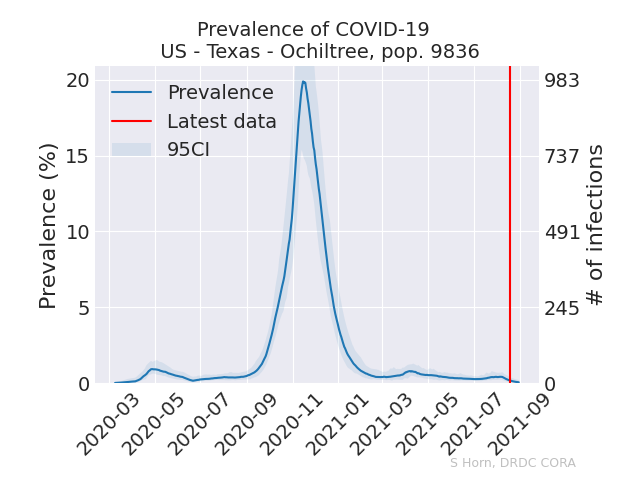 Prevalence of COVID-19
US - Texas - Ochiltree, pop. 9836
Prevalence (%)
20
15
10
5
0
Prevalence
Latest data
95CI
983
737
491
245
0
# of infections
2020-03
2020-05
2020-07
2020-09
2020-11
2021-01
2021-03
2021-05
2021-07
2021-09
S Horn, DRDC CORA